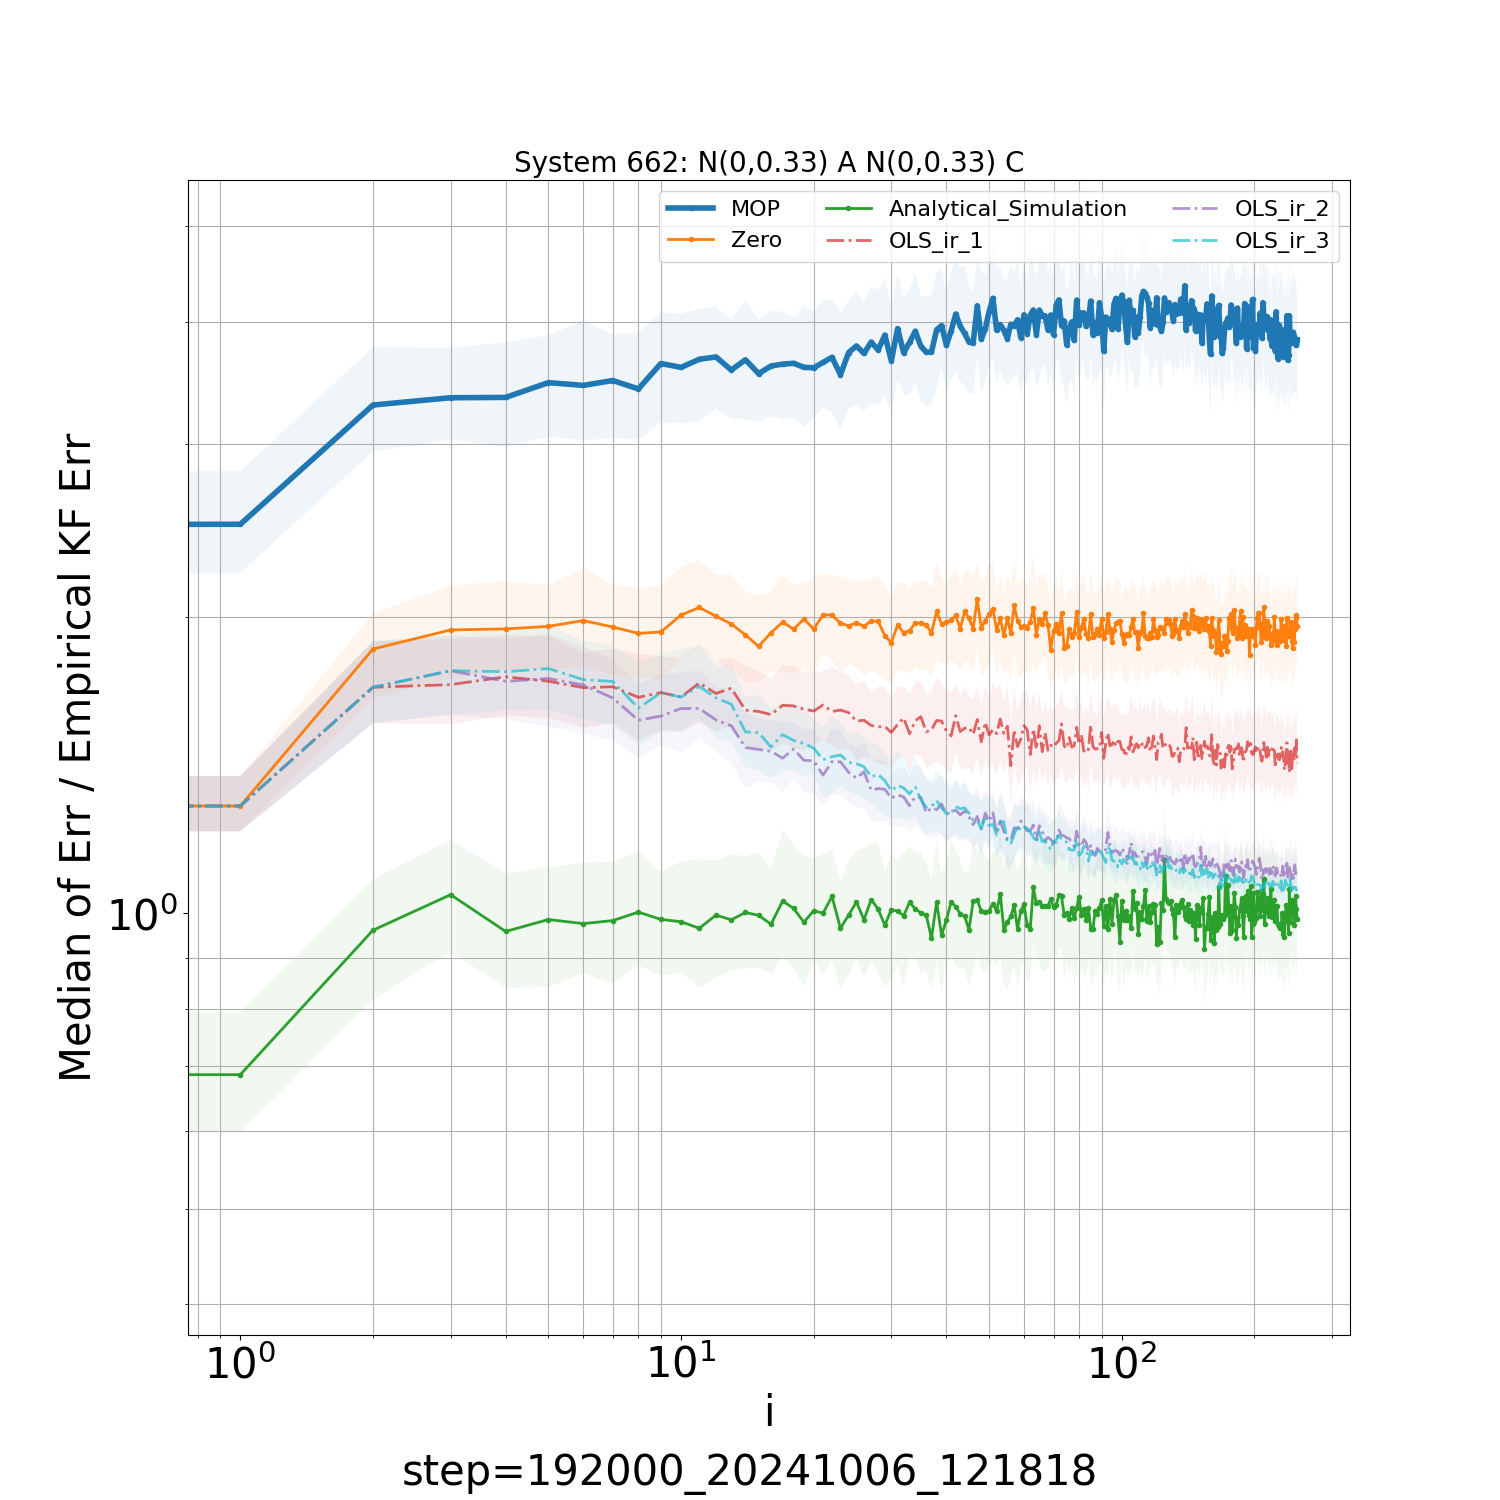 System 662: N(0,0.33) A N(0,0.33) C
MOP
Zero
Analytical_Simulation
OLS_ir_1
OLS_ir_2
OLS_ir_3
Median of Err / Empirical KF Err
10⁰
10⁰ 10¹ 10²
i
step=192000_20241006_121818